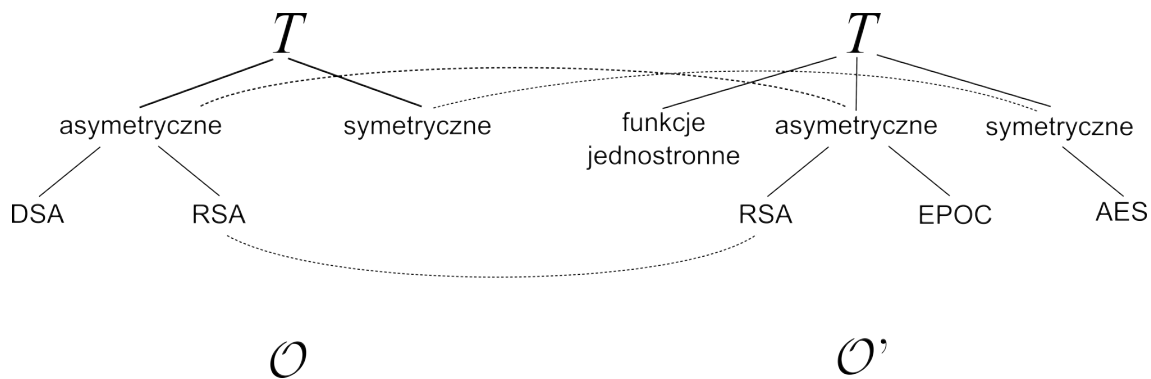 T T
asymetryczne symetryczne funkcje jednostronne asymetryczne symetryczne
DSA RSA RSA EPOC AES
O O'